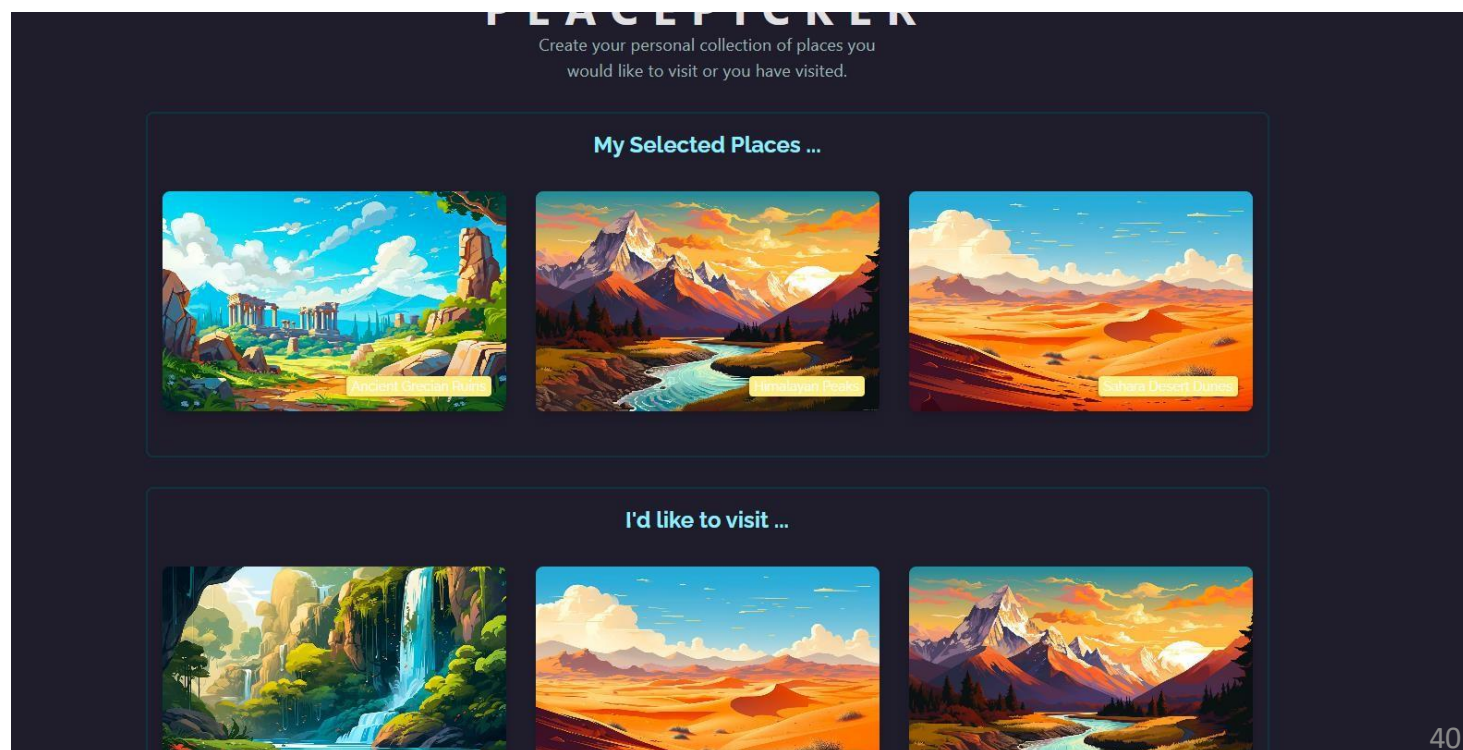 PLACEPICKER
Create your personal collection of places you
would like to visit or you have visited.
My Selected Places ...
Ancient Grecian Ruins
Himalayan Peaks
Sahara Desert Dunes
I'd like to visit ...
40